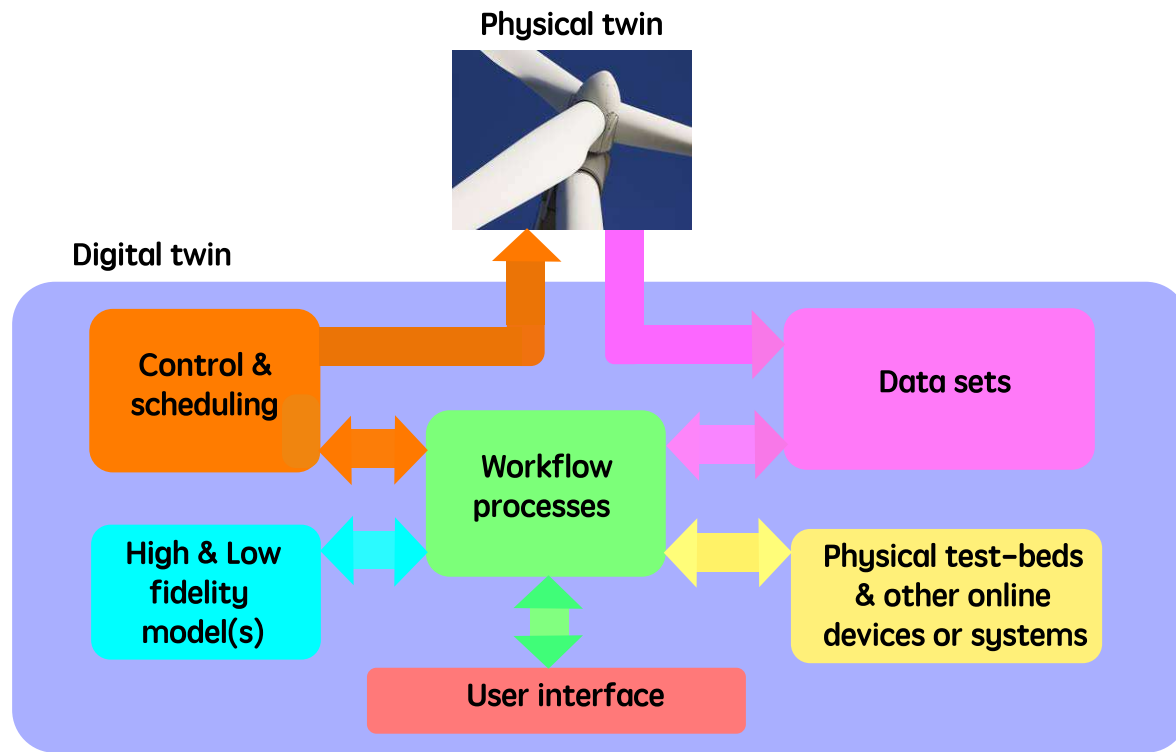 Physical twin
Digital twin
Control &
scheduling
Data sets
Workflow
processes
High & Low
fidelity
model(s)
Physical test-beds
& other online
devices or systems
User interface